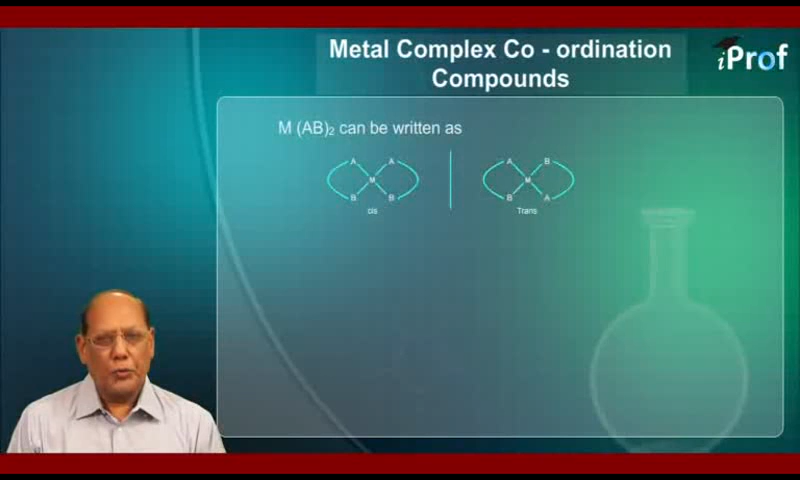 Metal Complex Co - ordination
Compounds
iProf
M (AB)₂ can be written as
A A A B
M M
B B B A
cis Trans